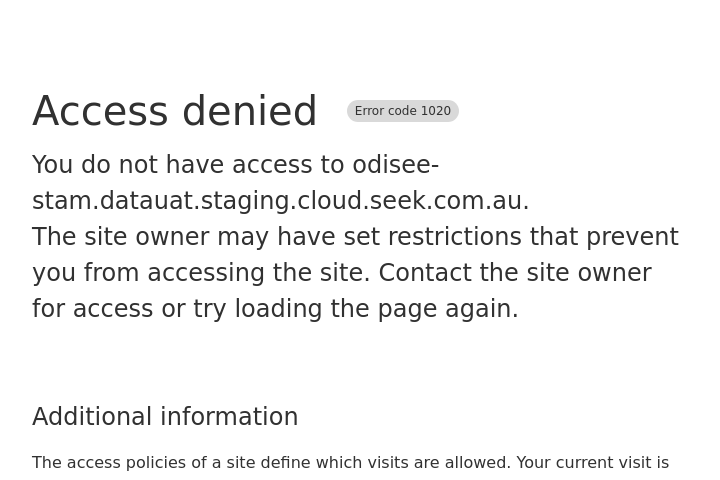 Access denied Error code 1020
You do not have access to odisee-
stam.datauat.staging.cloud.seek.com.au.
The site owner may have set restrictions that prevent
you from accessing the site. Contact the site owner
for access or try loading the page again.
Additional information
The access policies of a site define which visits are allowed. Your current visit is